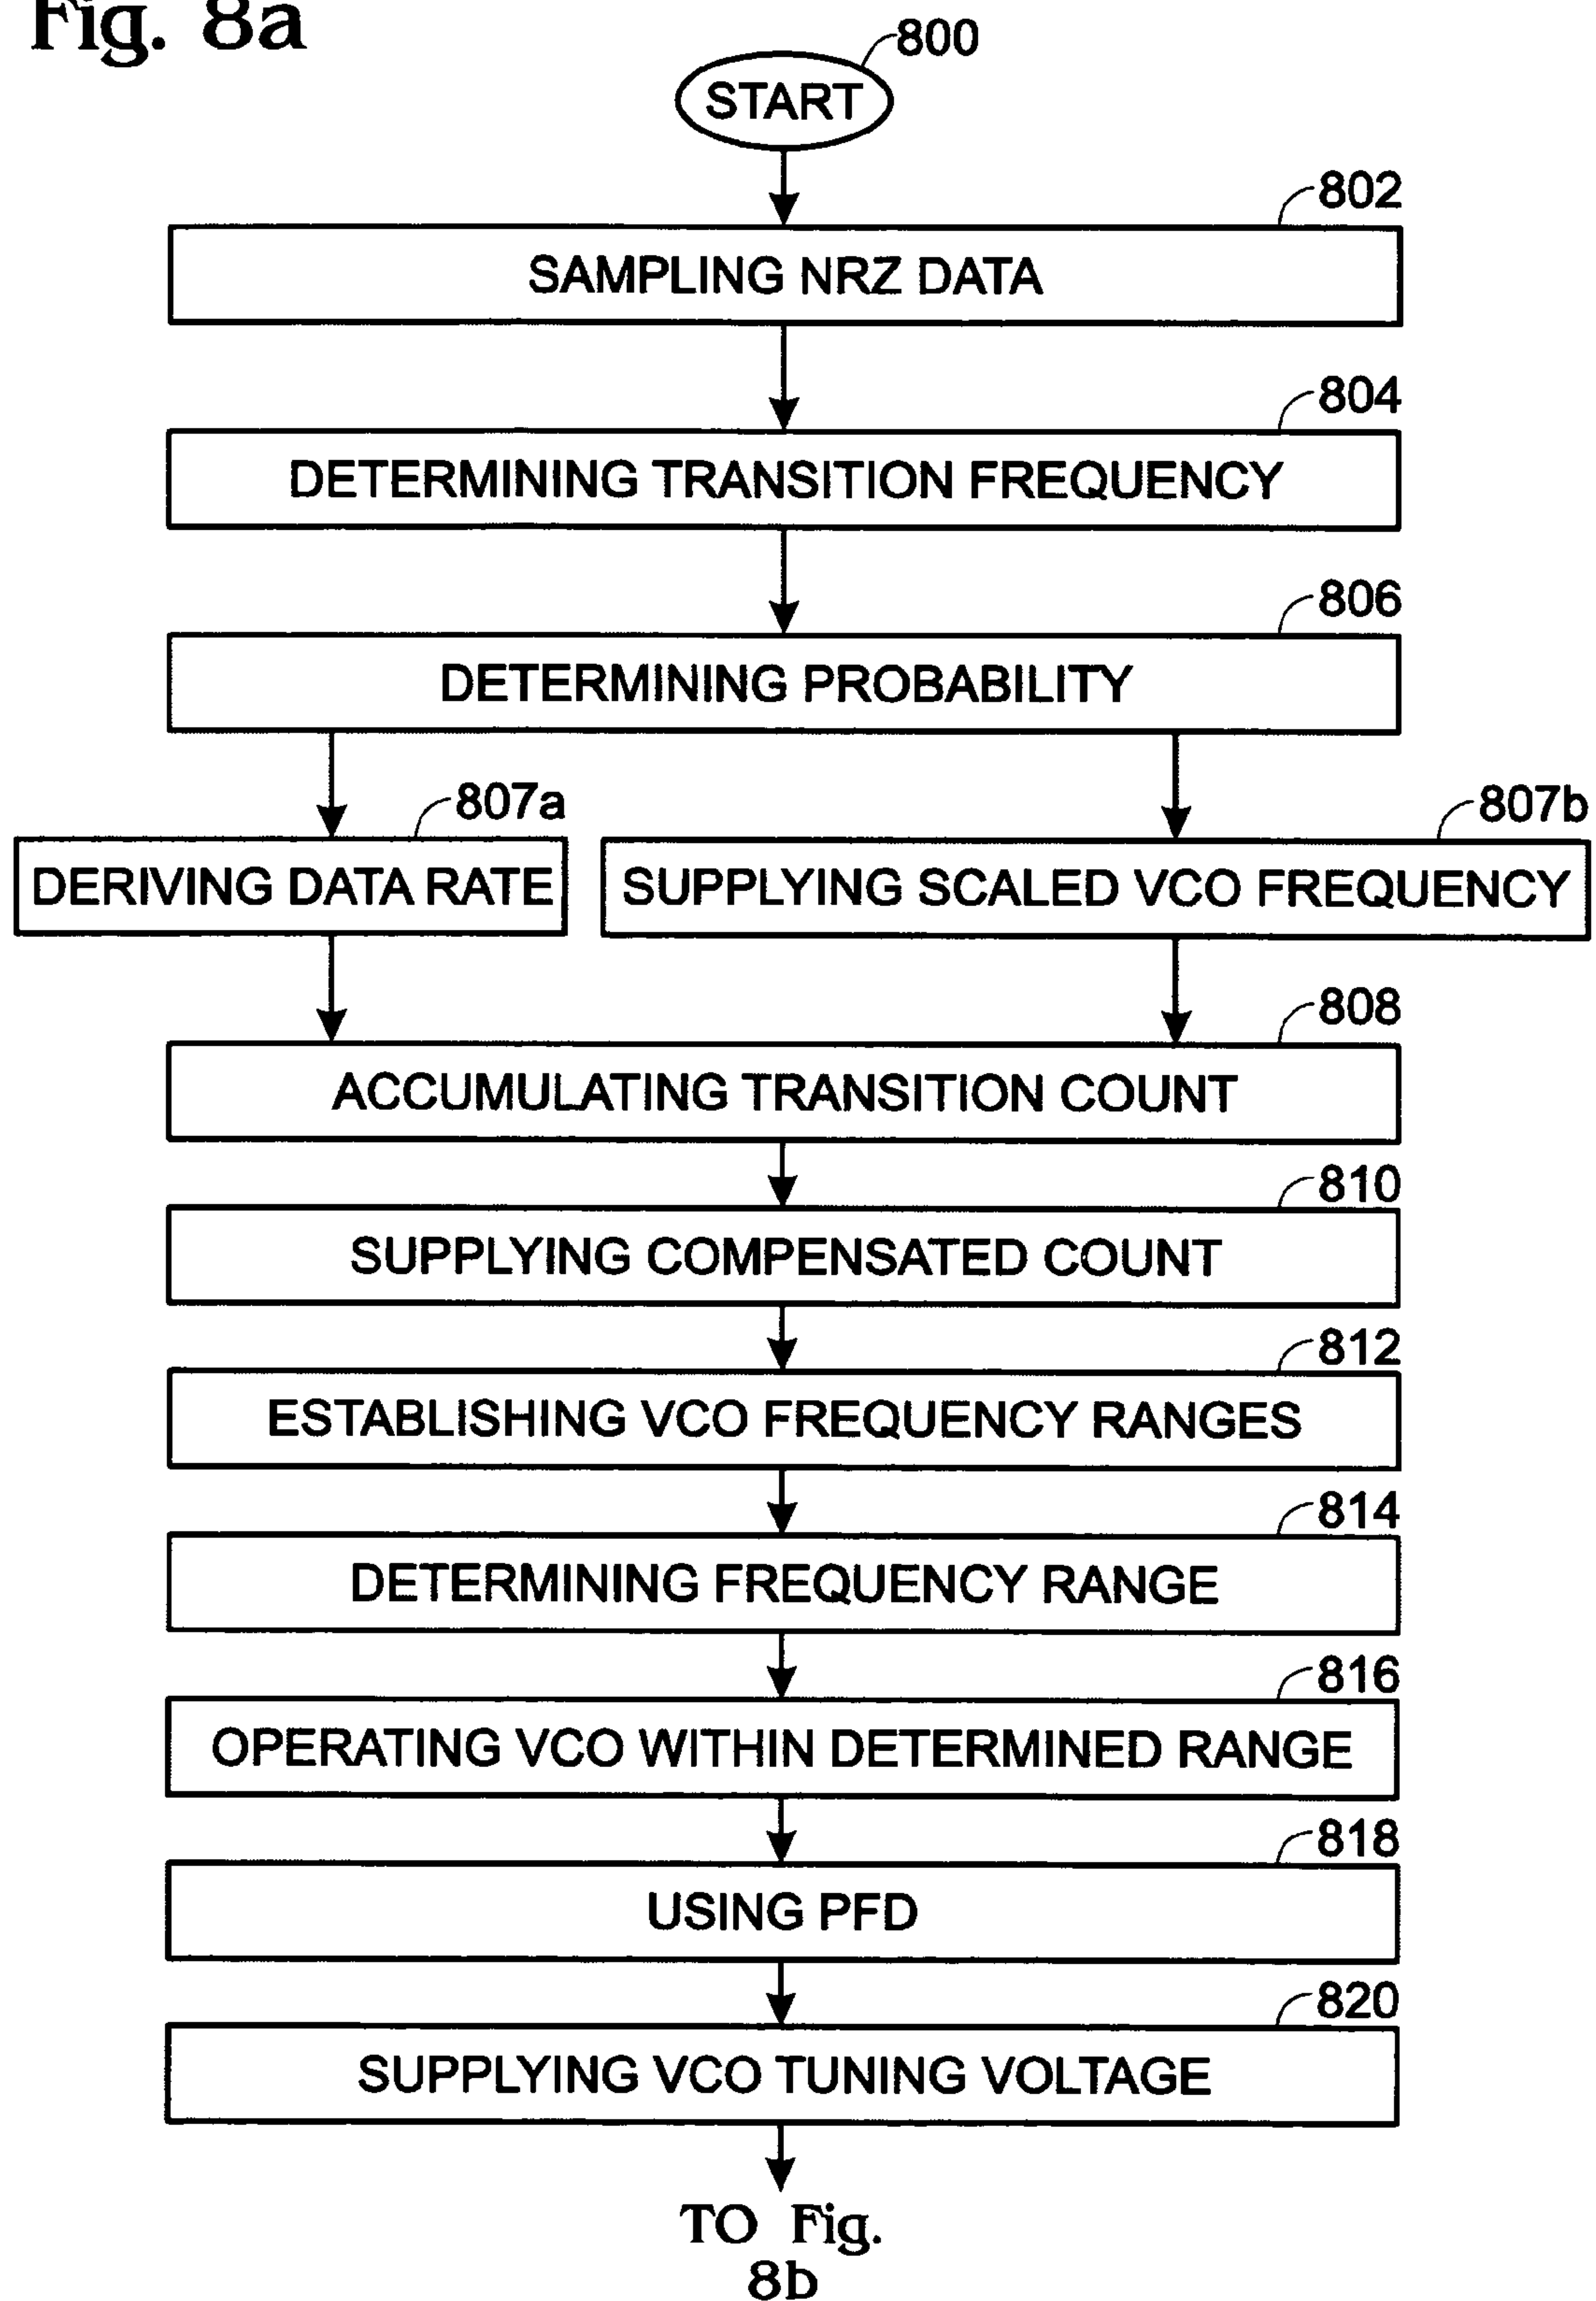 Fig. 8a
800
START
802
SAMPLING NRZ DATA
804
DETERMINING TRANSITION FREQUENCY
806
DETERMINING PROBABILITY
807a
DERIVING DATA RATE
807b
SUPPLYING SCALED VCO FREQUENCY
808
ACCUMULATING TRANSITION COUNT
810
SUPPLYING COMPENSATED COUNT
812
ESTABLISHING VCO FREQUENCY RANGES
814
DETERMINING FREQUENCY RANGE
816
OPERATING VCO WITHIN DETERMINED RANGE
818
USING PFD
820
SUPPLYING VCO TUNING VOLTAGE
TO Fig.
8b